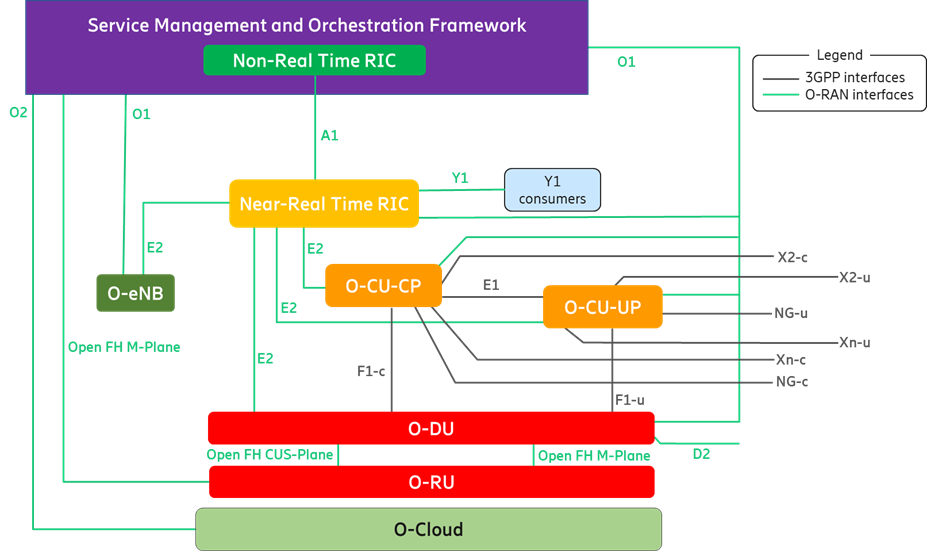 Service Management and Orchestration Framework
Non-Real Time RIC
O1
Legend
3GPP interfaces
O-RAN interfaces
O2
O1
A1
Y1
Y1
consumers
Near-Real Time RIC
E2
E2
X2-c
O-CU-CP
E1
X2-u
O-eNB
O-CU-UP
E2
NG-u
Open FH M-Plane
Xn-u
E2
Xn-c
F1-c
NG-c
F1-u
O-DU
Open FH CUS-Plane
Open FH M-Plane
D2
O-RU
O-Cloud